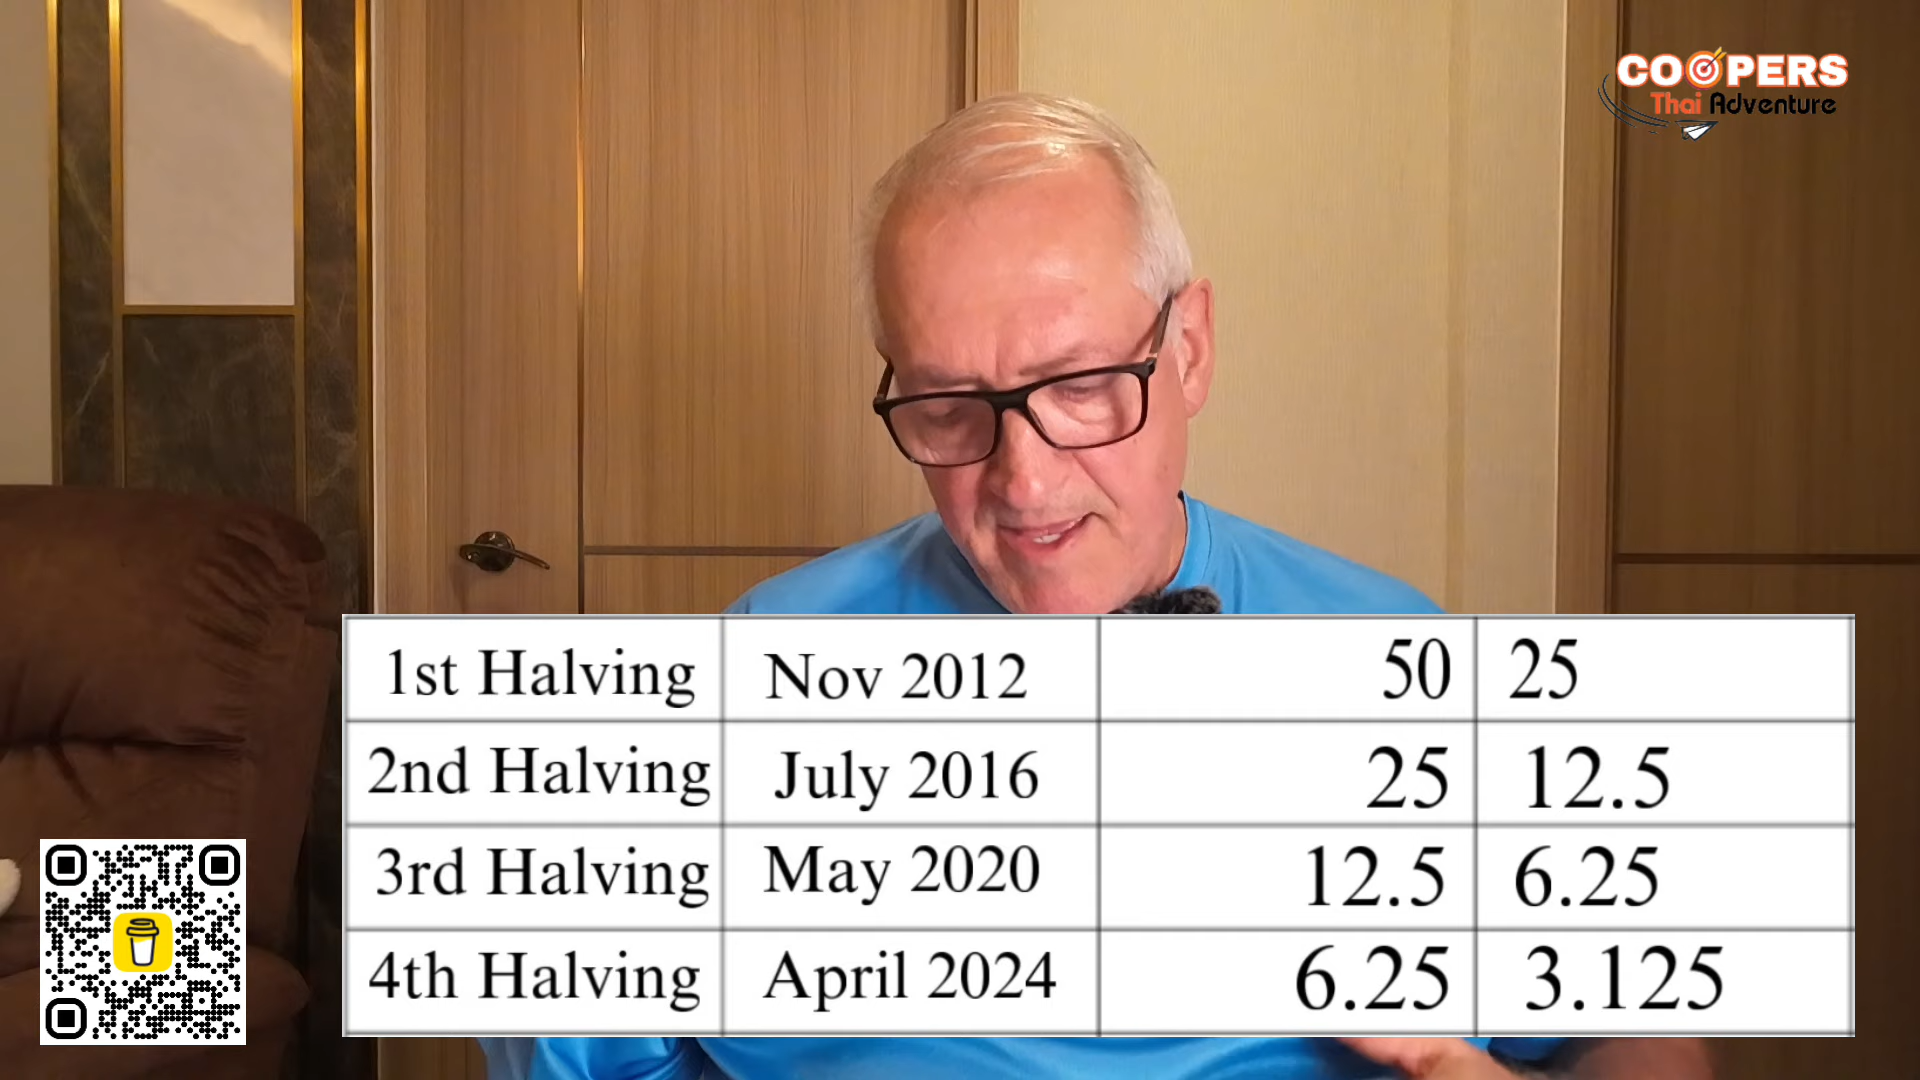 COOPERS
Thai Adventure
1st Halving Nov 2012 50 25
2nd Halving July 2016 25 12.5
3rd Halving May 2020 12.5 6.25
4th Halving April 2024 6.25 3.125